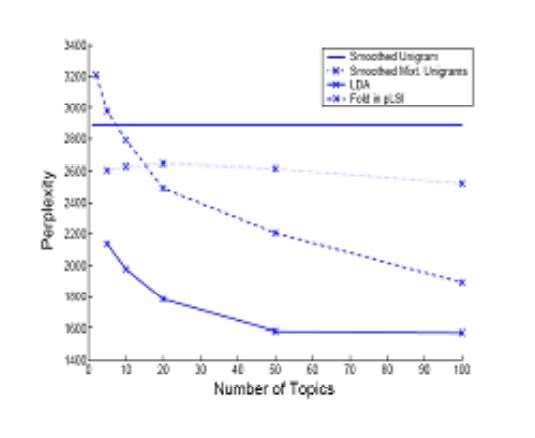 3400
3200
3000
2800
2600
2400
2200
2000
1800
1600
1400
Perplexity
0 10 20 30 40 50 60 70 80 90 100
Number of Topics
Smoothed Unigram
Smoothed Mixt. Unigrams
LDA
Fold in pLSI